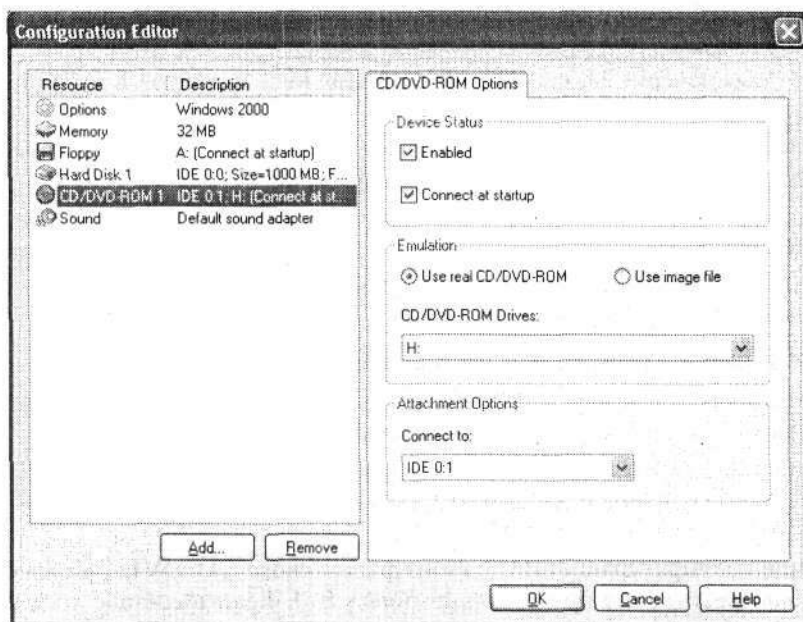 Configuration Editor
Resource Description
Options Windows 2000
Memory 32 MB
Floppy A: (Connect at startup)
Hard Disk 1 IDE 0:0; Size=1000 MB; F...
CD/DVD-ROM 1 IDE 0:1; H: (Connect at st...
Sound Default sound adapter
Add... Remove
CD/DVD-ROM Options
Device Status
Enabled
Connect at startup
Emulation
Use real CD/DVD-ROM Use image file
CD/DVD-ROM Drives:
H:
Attachment Options
Connect to:
IDE 0:1
OK Cancel Help